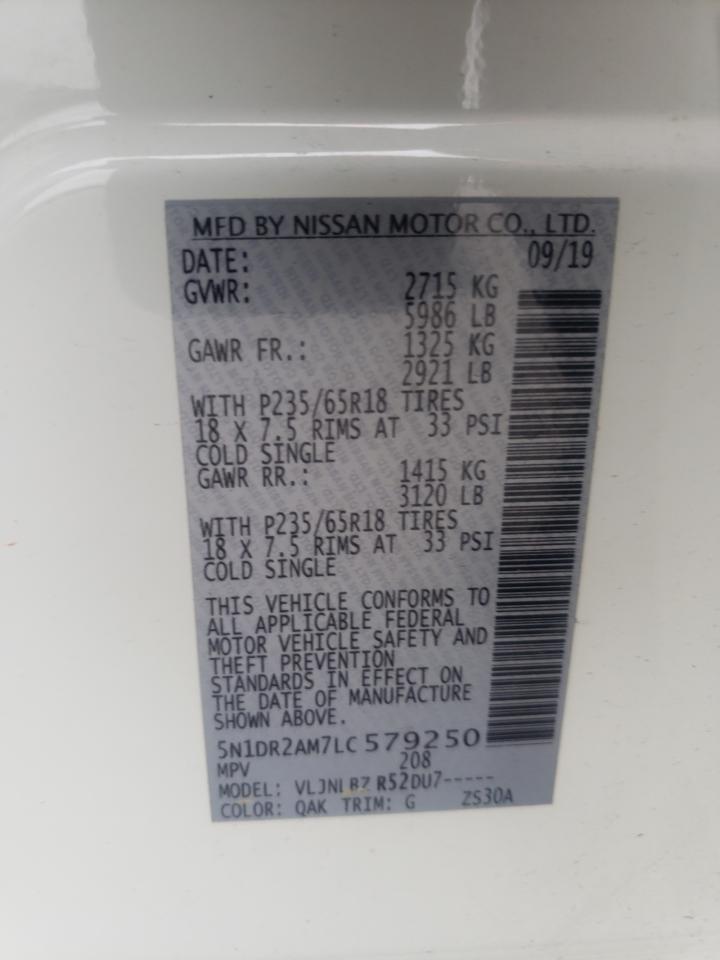 MFD BY NISSAN MOTOR CO., LTD.
DATE: 09/19
GVWR: 2715 KG
5986 LB
GAWR FR.: 1325 KG
2921 LB
WITH P235/65R18 TIRES
18 X 7.5 RIMS AT 33 PSI
COLD SINGLE
GAWR RR.: 1415 KG
3120 LB
WITH P235/65R18 TIRES
18 X 7.5 RIMS AT 33 PSI
COLD SINGLE
THIS VEHICLE CONFORMS TO
ALL APPLICABLE FEDERAL
MOTOR VEHICLE SAFETY AND
THEFT PREVENTION
STANDARDS IN EFFECT ON
THE DATE OF MANUFACTURE
SHOWN ABOVE.
5N1DR2AM7LC579250
MPV 208
MODEL: R52DU7-----
COLOR: QAK TRIM: G ZS30A